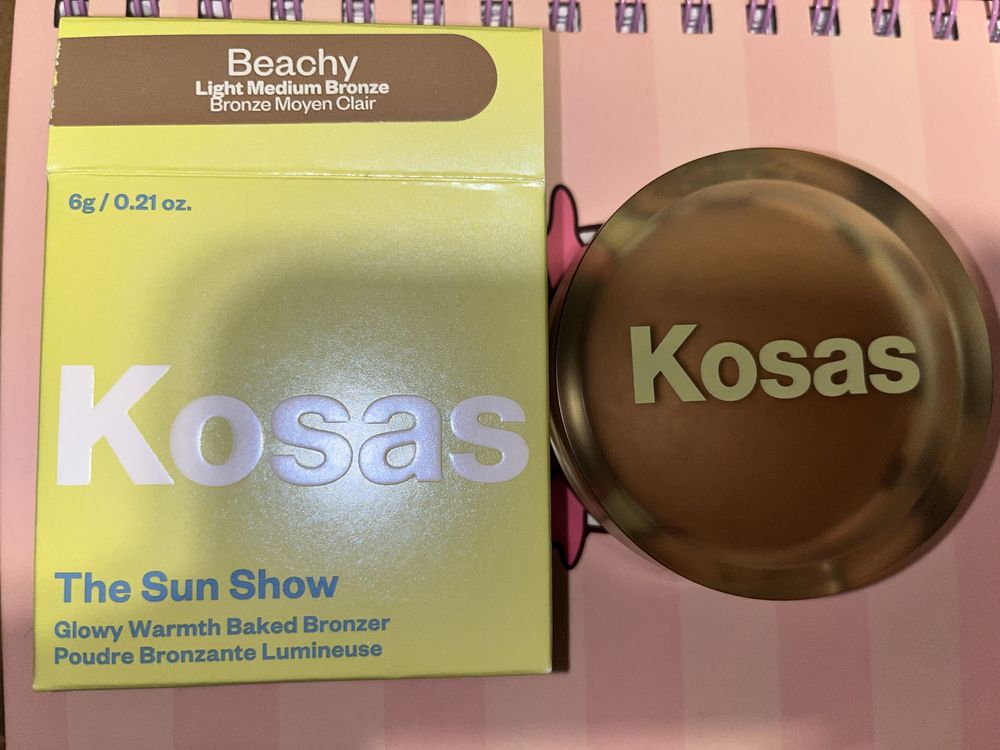 Beachy
Light Medium Bronze
Bronze Moyen Clair
6g / 0.21 oz.
Kosas
The Sun Show
Glowy Warmth Baked Bronzer
Poudre Bronzante Lumineuse
Kosas